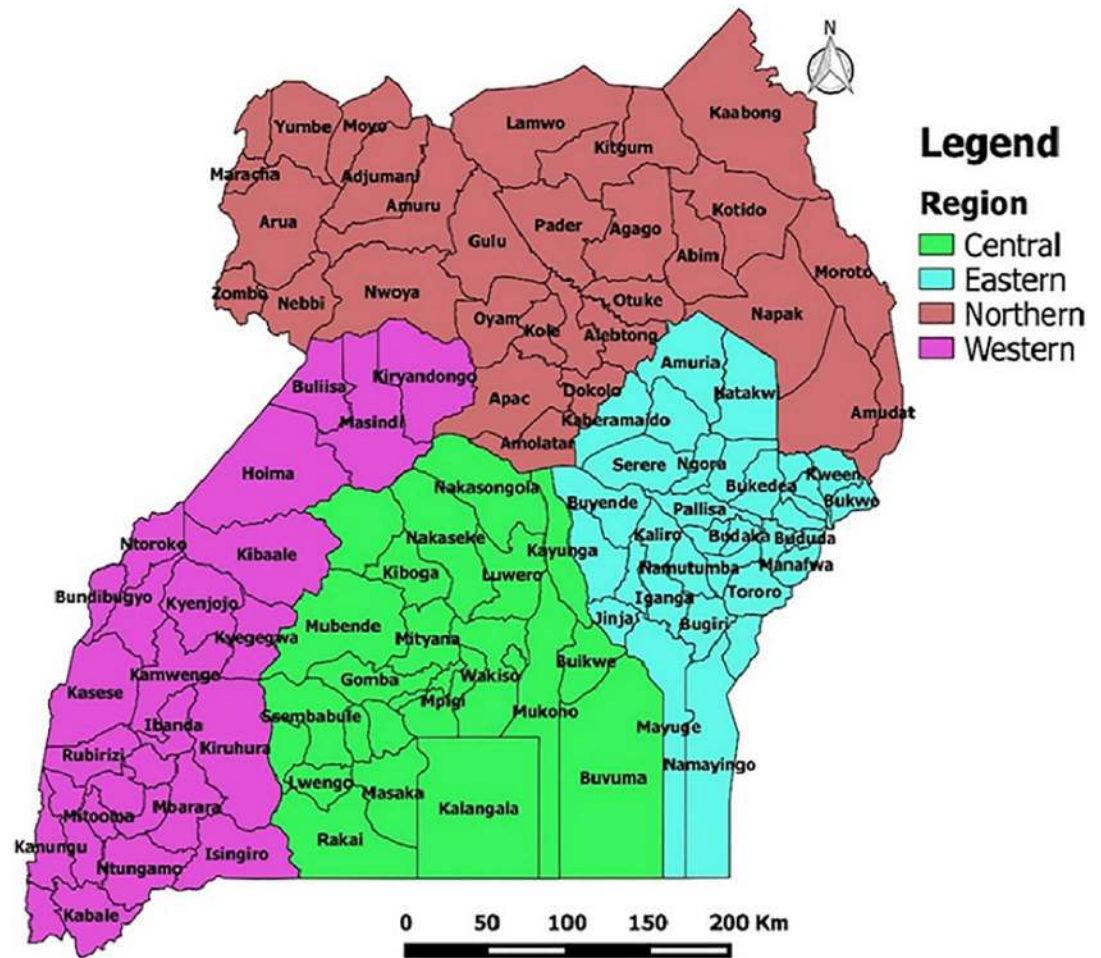 N
Kaabong
Lamwo
Yumbe
Moyo
Kitgum
Maracha
Adjumani
Amuru
Arua
Gulu
Pader
Agago
Kotido
Abim
Moroto
Zombo
Nebbi
Nwoya
Oyam
Kole
Otuke
Alebtong
Napak
Amuria
Katakwi
Buliisa
Kiryandongo
Masindi
Apac
Dokolo
Kaberamaido
Amolatar
Amudat
Hoima
Nakasongola
Serere
Ngora
Bukedea
Kween
Bukwo
Buyende
Pallisa
Ntoroko
Kibaale
Nakaseke
Kayunga
Kaliro
Budaka
Bududa
Kiboga
Luwero
Namutumba
Manafwa
Bundibugyo
Kyenjojo
Iganga
Tororo
Kyegegwa
Mubende
Mityana
Jinja
Bugiri
Kasese
Kamwenge
Gomba
Wakiso
Buikwe
Mpigi
Mukono
Ssembabule
Ibanda
Mayuge
Rubirizi
Kiruhura
Namayingo
Lwengo
Masaka
Kalangala
Buvuma
Mitooma
Mbarara
Rakai
Kanungu
Isingiro
Ntungamo
Kabale
Legend
Region
Central
Eastern
Northern
Western
0 50 100 150 200 Km